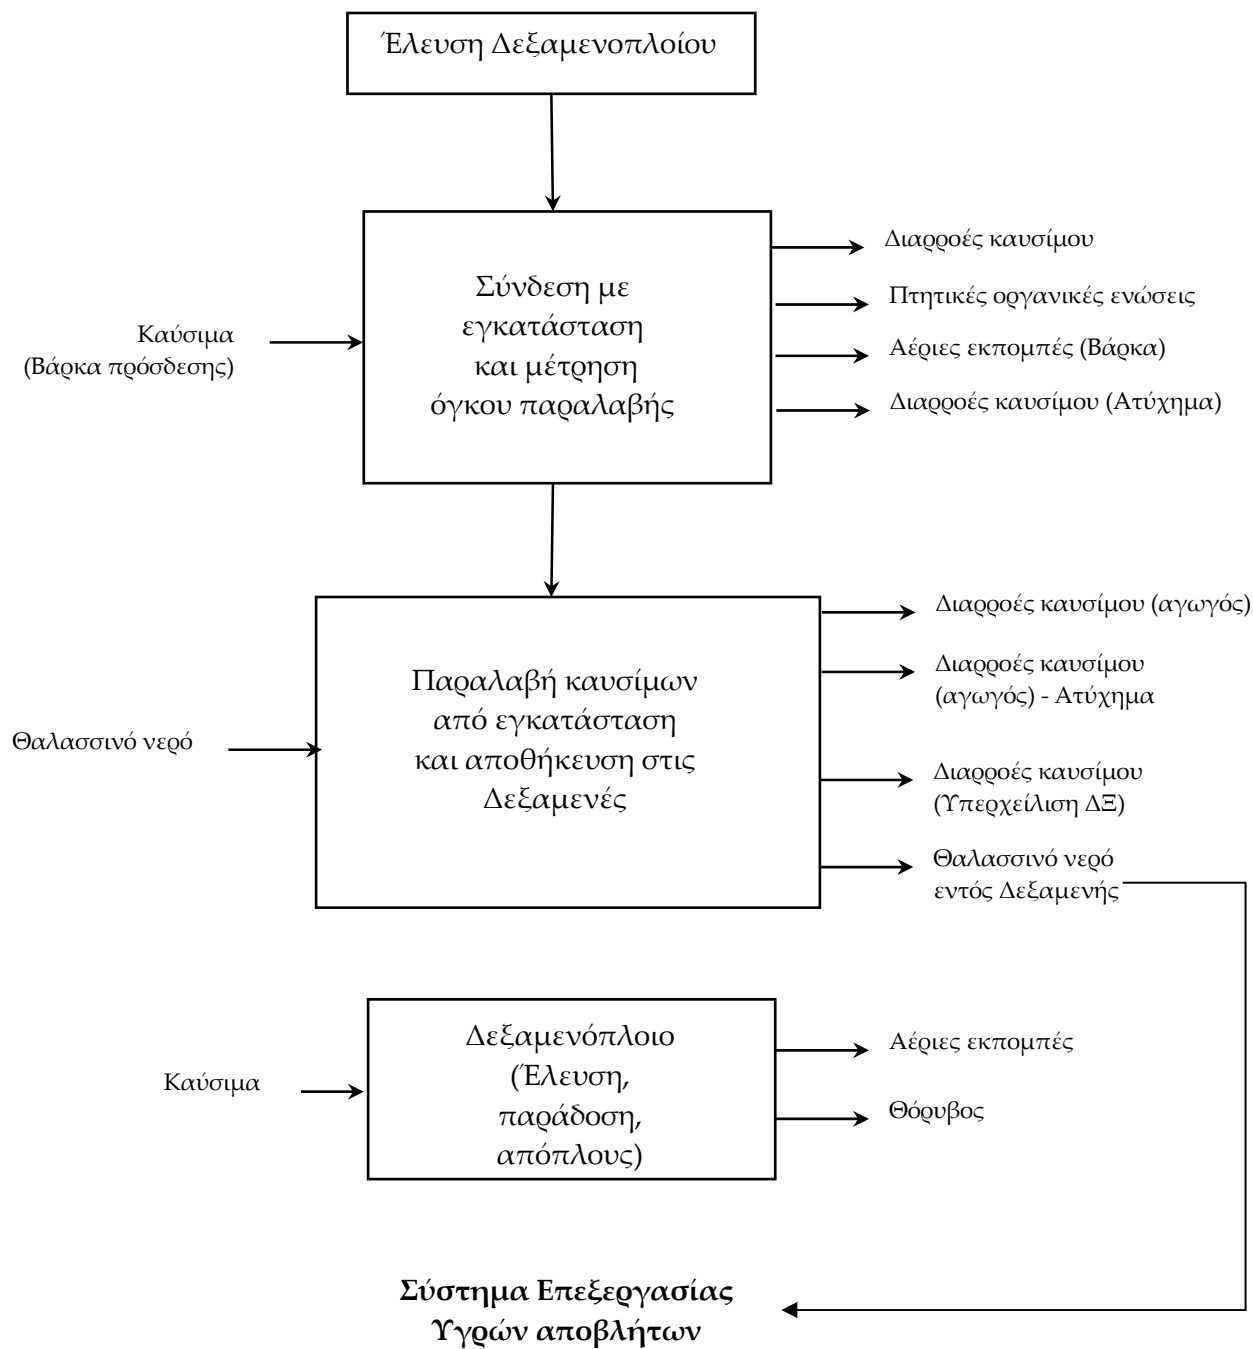 Έλευση Δεξαμενοπλοίου
Σύνδεση με
εγκατάσταση
και μέτρηση
όγκου παραλαβής
Καύσιμα
(Βάρκα πρόσδεσης)
Διαρροές καυσίμου
Πτητικές οργανικές ενώσεις
Αέριες εκπομπές (Βάρκα)
Διαρροές καυσίμου (Ατύχημα)
Παραλαβή καυσίμων
από εγκατάσταση
και αποθήκευση στις
Δεξαμενές
Θαλασσινό νερό
Διαρροές καυσίμου (αγωγός)
Διαρροές καυσίμου
(αγωγός) - Ατύχημα
Διαρροές καυσίμου
(Υπερχείλιση ΔΞ)
Θαλασσινό νερό
εντός Δεξαμενής
Δεξαμενόπλοιο
(Έλευση,
παράδοση,
απόπλους)
Καύσιμα
Αέριες εκπομπές
Θόρυβος
Σύστημα Επεξεργασίας
Υγρών αποβλήτων